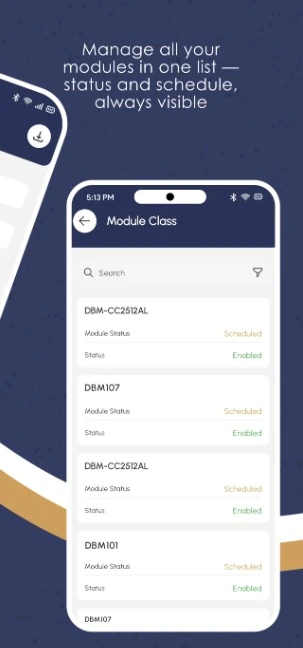 Manage all your
modules in one list —
status and schedule,
always visible
5:13 PM
Module Class
Search
DBM-CC2512AL
Module Status Scheduled
Status Enabled
DBM107
Module Status Scheduled
Status Enabled
DBM-CC2512AL
Module Status Scheduled
Status Enabled
DBM101
Module Status Scheduled
Status Enabled
DBM107